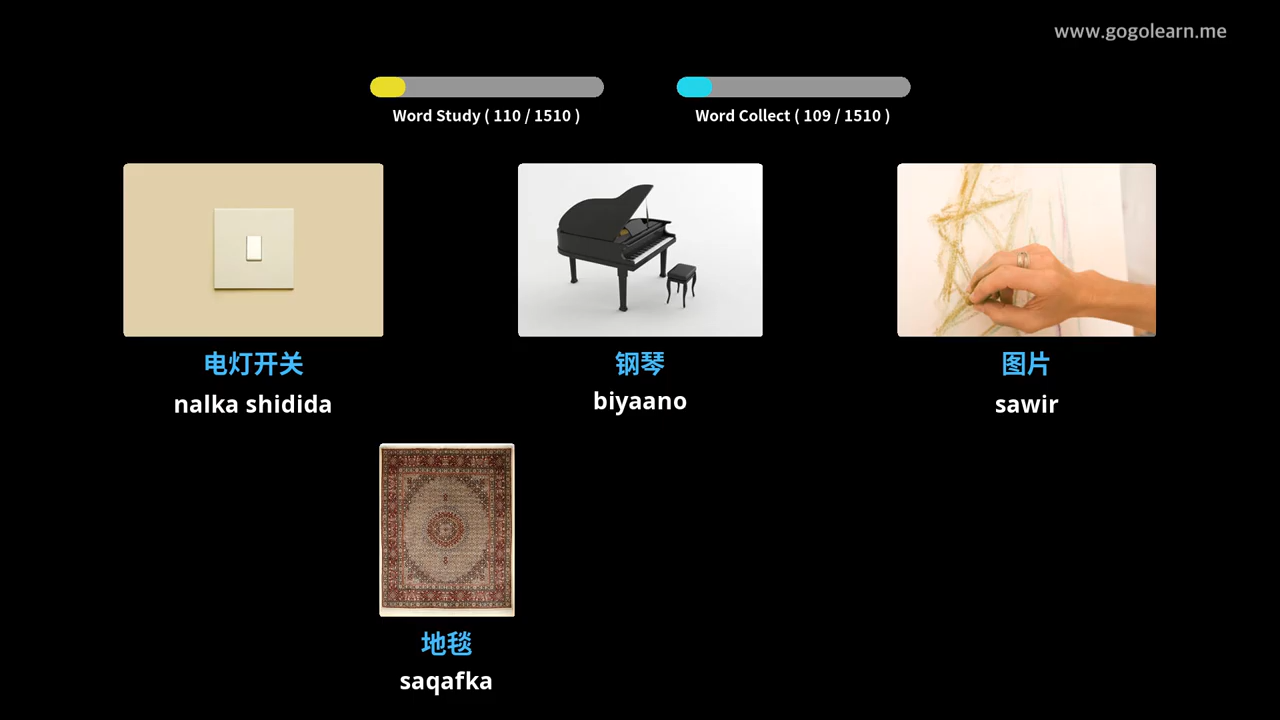 www.gogolearn.me
Word Study ( 110 / 1510 )
Word Collect ( 109 / 1510 )
电灯开关
钢琴
图片
nalka shidida
biyaano
sawir
地毯
saqafka